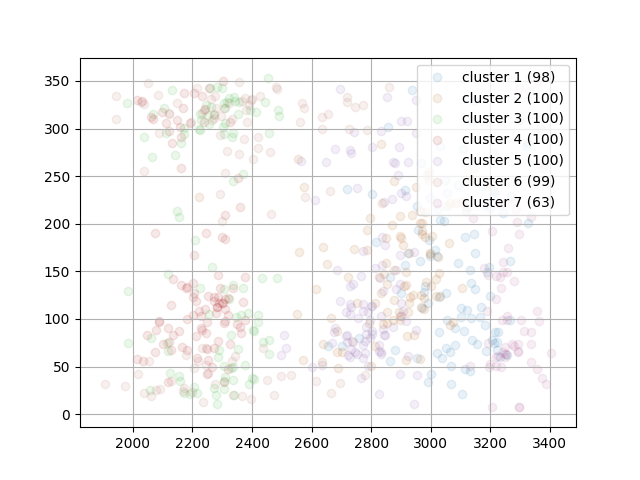 350
300
250
200
150
100
50
0
2000 2200 2400 2600 2800 3000 3200 3400
cluster 1 (98)
cluster 2 (100)
cluster 3 (100)
cluster 4 (100)
cluster 5 (100)
cluster 6 (99)
cluster 7 (63)